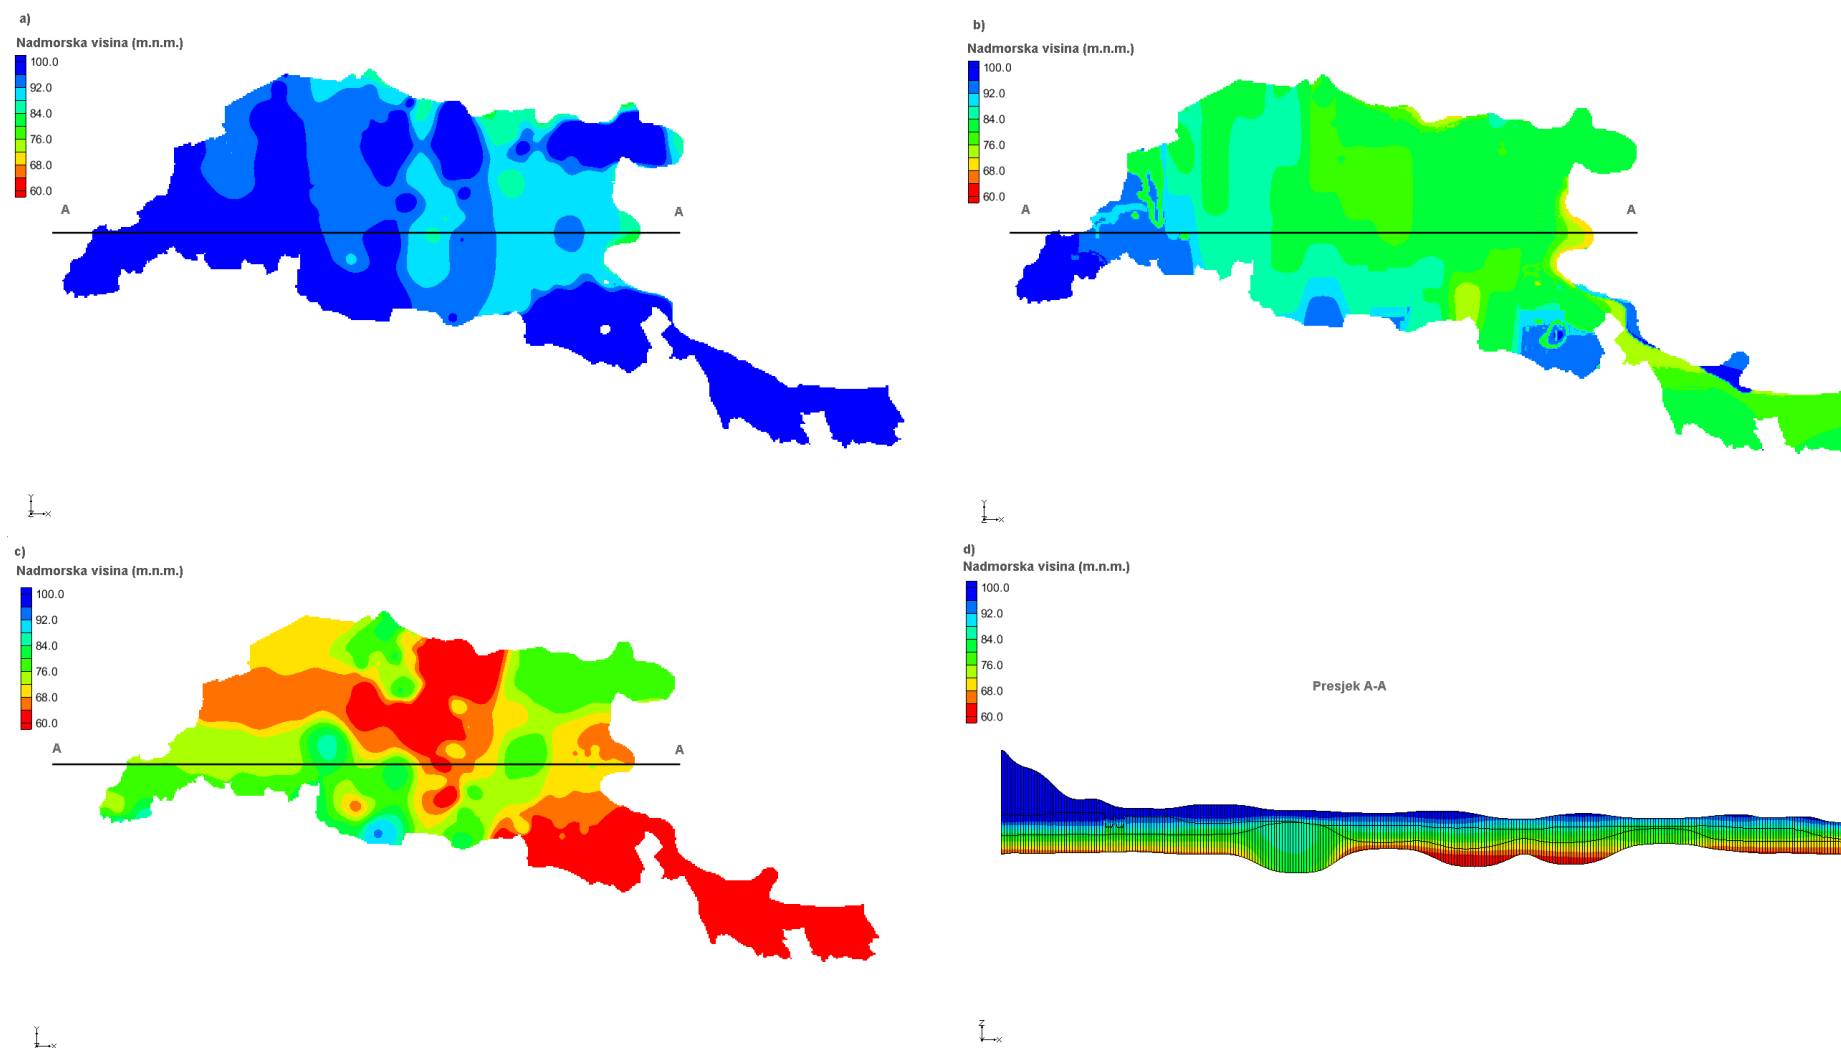 a)
Nadmorska visina (m.n.m.)
100.0
92.0
84.0
76.0
68.0
60.0
A
A
Y
Z
X
b)
Nadmorska visina (m.n.m.)
100.0
92.0
84.0
76.0
68.0
60.0
A
A
Y
Z
X
c)
Nadmorska visina (m.n.m.)
100.0
92.0
84.0
76.0
68.0
60.0
A
A
Y
Z
X
d)
Nadmorska visina (m.n.m.)
100.0
92.0
84.0
76.0
68.0
60.0
Presjek A-A
Z
X